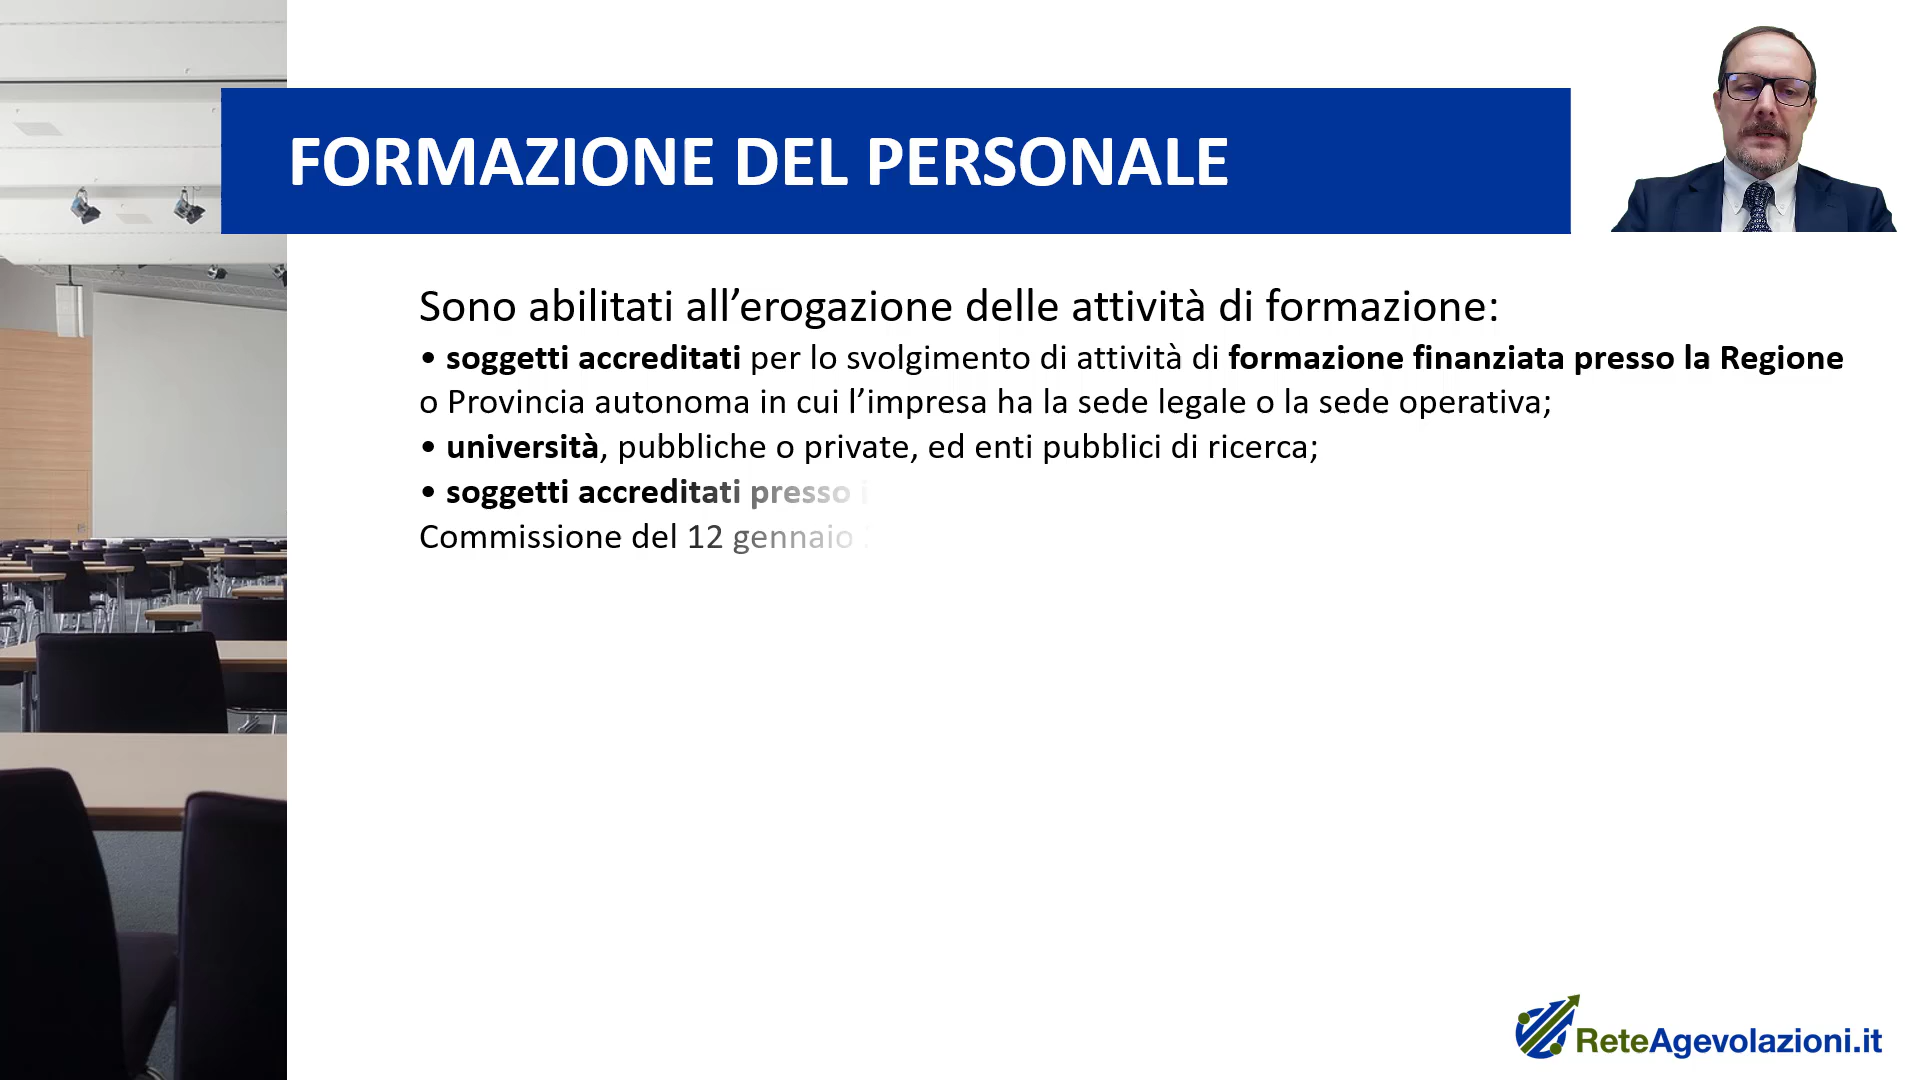 FORMAZIONE DEL PERSONALE
Sono abilitati all’erogazione delle attività di formazione:
• soggetti accreditati per lo svolgimento di attività di formazione finanziata presso la Regione
o Provincia autonoma in cui l’impresa ha la sede legale o la sede operativa;
• università, pubbliche o private, ed enti pubblici di ricerca;
• soggetti accreditati presso
Commissione del 12 gennaio
ReteAgevolazioni.it